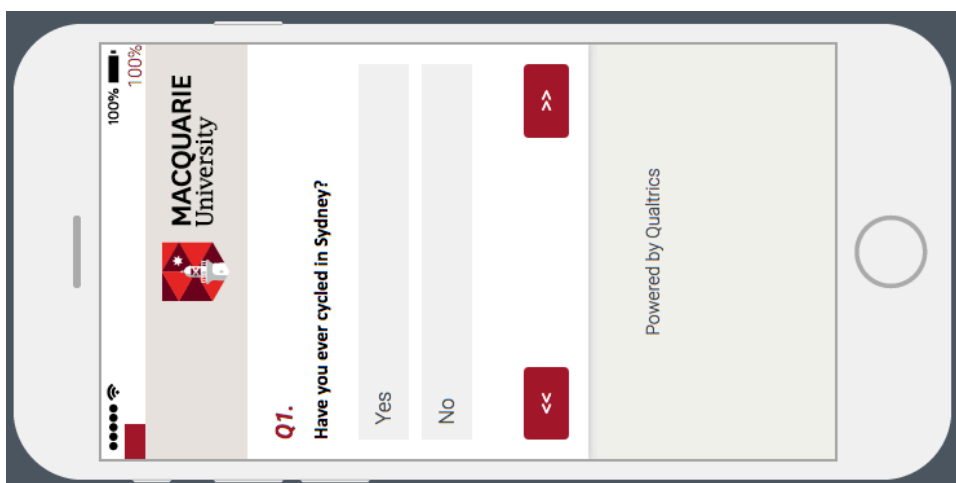 100%
100%
MACQUARIE
University
Q1.
Have you ever cycled in Sydney?
Yes
No
<< >>
Powered by Qualtrics